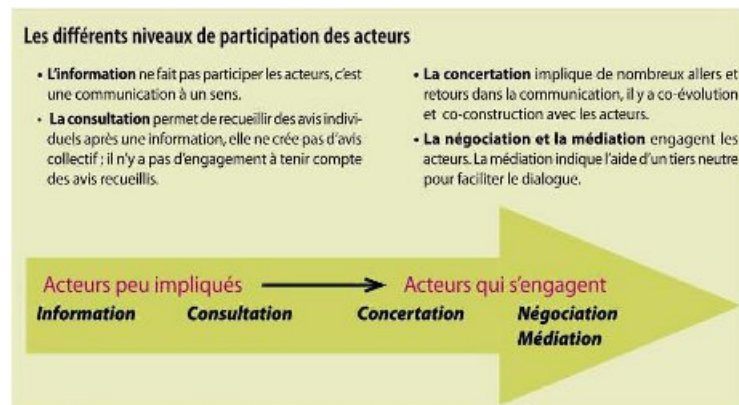 Les différents niveaux de participation des acteurs
• L'information ne fait pas participer les acteurs, c'est
une communication à un sens.
• La consultation permet de recueillir des avis indivi-
duels après une information, elle ne crée pas d'avis
collectif ; il n'y a pas d'engagement à tenir compte
des avis recueillis.
• La concertation implique de nombreux allers et
retours dans la communication, il y a co-évolution
et co-construction avec les acteurs.
• La négociation et la médiation engagent les
acteurs. La médiation indique l'aide d'un tiers neutre
pour faciliter le dialogue.
Acteurs peu impliqués
Acteurs qui s'engagent
Information
Consultation
Concertation
Négociation
Médiation